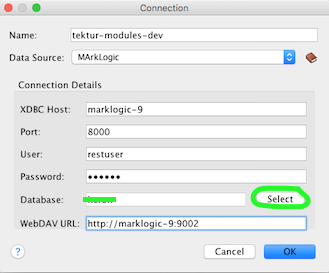 Connection
Name: tektur-modules-dev
Data Source: MArkLogic
Connection Details
XDBC Host: marklogic-9
Port: 8000
User: restuser
Password: ••••••
Database: Select
WebDAV URL: http://marklogic-9:9002
? Cancel OK